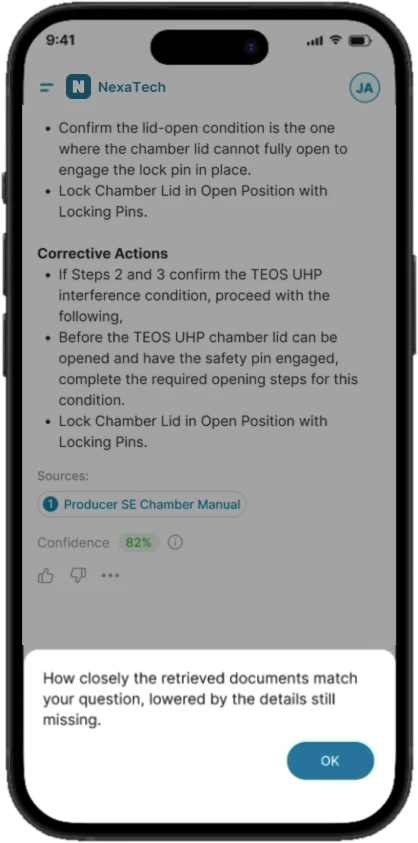 9:41
N NexaTech
JA
• Confirm the lid-open condition is the one
where the chamber lid cannot fully open to
engage the lock pin in place.
• Lock Chamber Lid in Open Position with
Locking Pins.
Corrective Actions
• If Steps 2 and 3 confirm the TEOS UHP
interference condition, proceed with the
following,
• Before the TEOS UHP chamber lid can be
opened and have the safety pin engaged,
complete the required opening steps for this
condition.
• Lock Chamber Lid in Open Position with
Locking Pins.
Sources:
1 Producer SE Chamber Manual
Confidence 82%
How closely the retrieved documents match
your question, lowered by the details still
missing.
OK